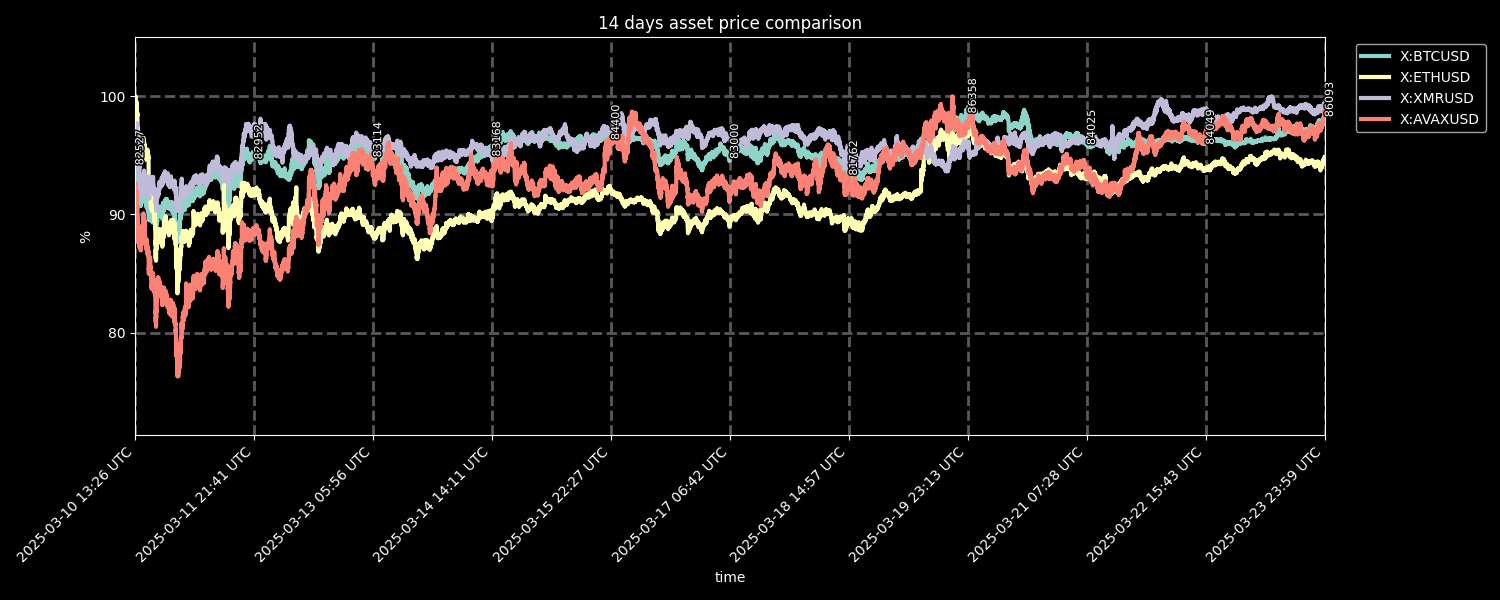 14 days asset price comparison
X:BTCUSD
X:ETHUSD
X:XMRUSD
X:AVAXUSD
100
90
80
%
82952
83114
83168
84400
83000
81762
86358
84025
84049
86093
2025-03-10 13:26 UTC
2025-03-11 21:41 UTC
2025-03-13 05:56 UTC
2025-03-14 14:11 UTC
2025-03-15 22:27 UTC
2025-03-17 06:42 UTC
2025-03-18 14:57 UTC
2025-03-19 23:13 UTC
2025-03-21 07:28 UTC
2025-03-22 15:43 UTC
2025-03-23 23:59 UTC
time